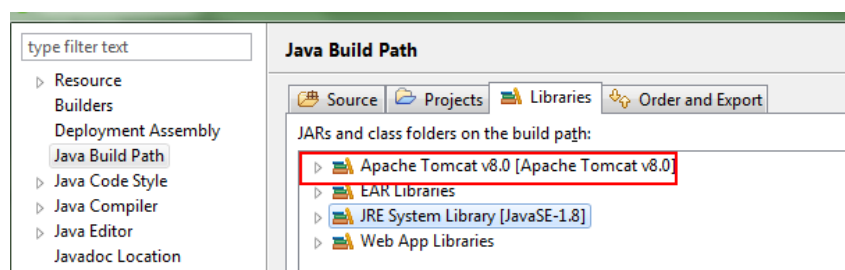 type filter text
Resource
Builders
Deployment Assembly
Java Build Path
Java Code Style
Java Compiler
Java Editor
Javadoc Location
Java Build Path
Source Projects Libraries Order and Export
JARs and class folders on the build path:
Apache Tomcat v8.0 [Apache Tomcat v8.0]
EAR Libraries
JRE System Library [JavaSE-1.8]
Web App Libraries